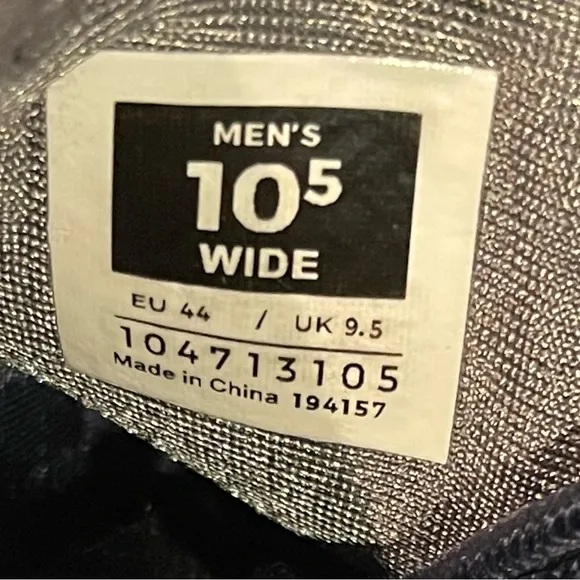 MEN'S
10⁵
WIDE
EU 44 / UK 9.5
104713105
Made in China 194157